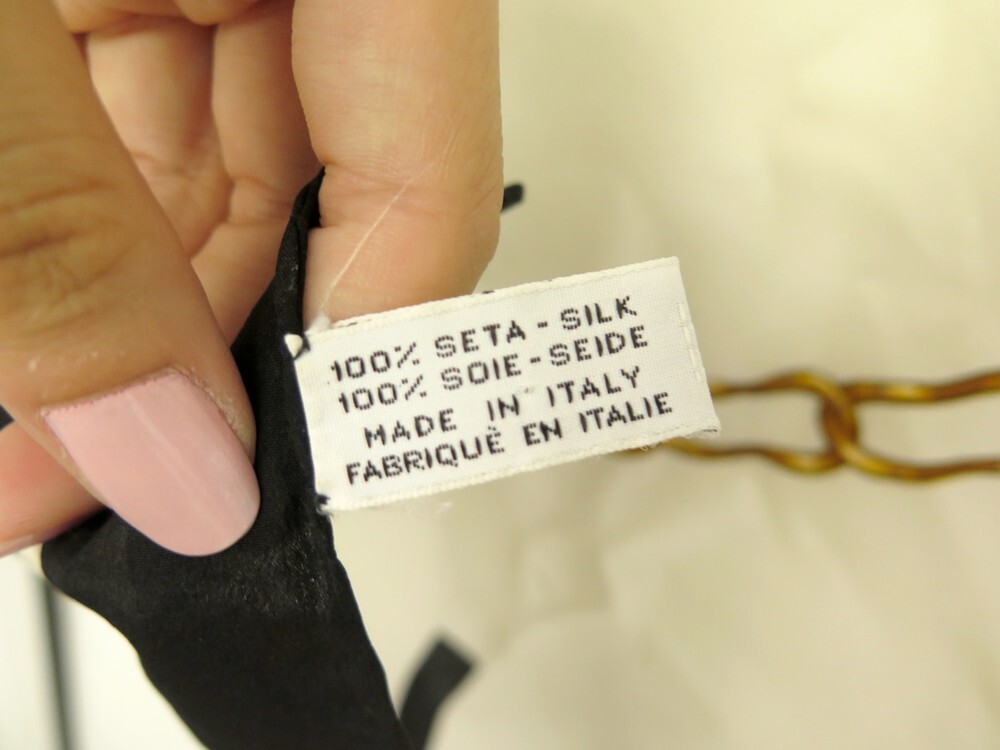 100% SETA - SILK
100% SOIE - SEIDE
MADE IN ITALY
FABRIQUÈ EN ITALIE